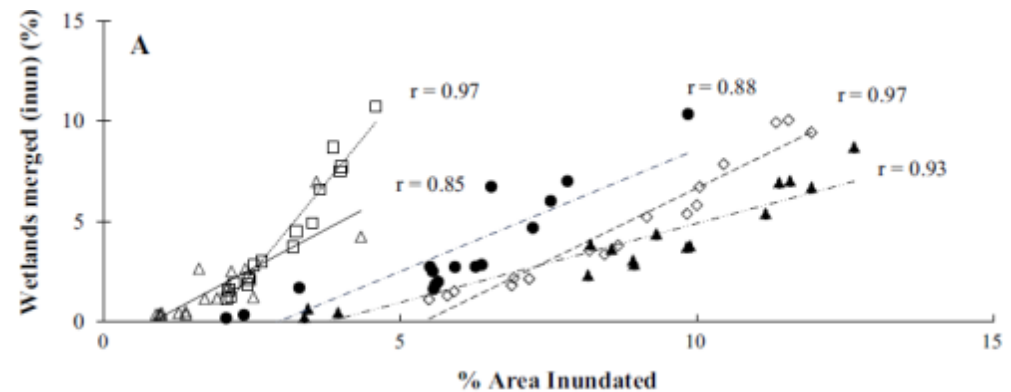 Wetlands merged (inun) (%)
15
10
5
0
A
r = 0.97
r = 0.85
r = 0.88
r = 0.97
r = 0.93
0
5
10
15
% Area Inundated